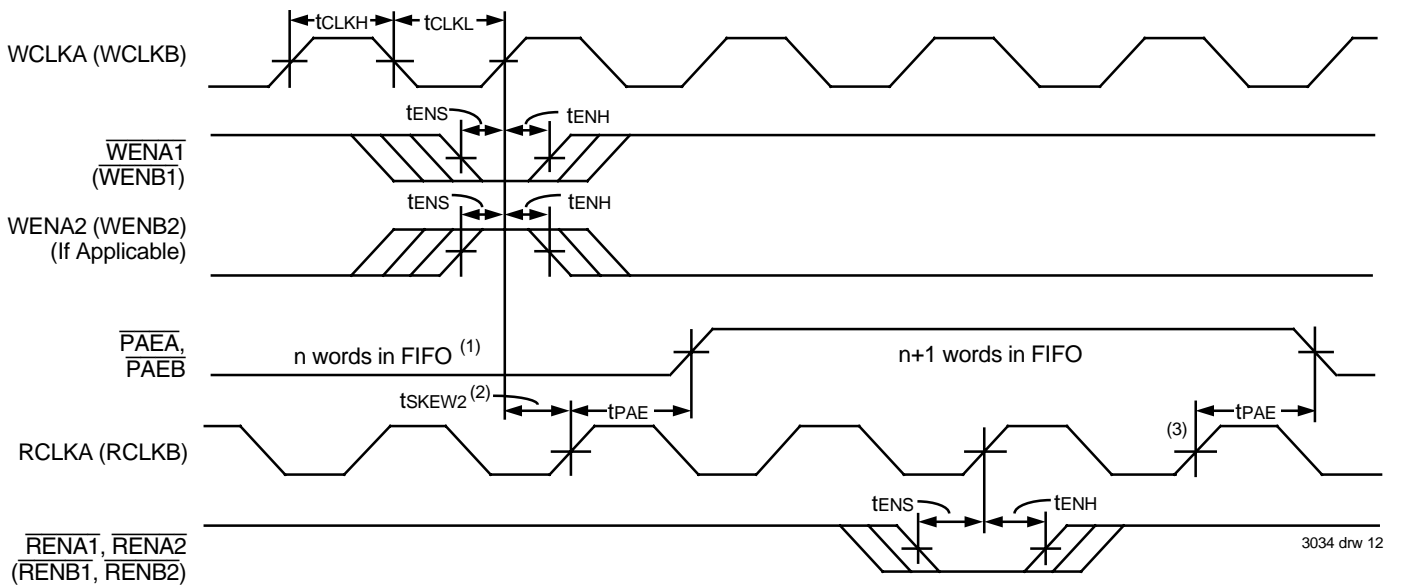 tCLKH
tCLKL
WCLKA (WCLKB)
tENS
tENH
WENA1
(WENB1)
tENS
tENH
WENA2 (WENB2)
(If Applicable)
PAEA,
PAEB
n words in FIFO (1)
n+1 words in FIFO
tSKEW2 (2)
tPAE
tPAE
(3)
RCLKA (RCLKB)
tENS
tENH
RENA1, RENA2
(RENB1, RENB2)
3034 drw 12